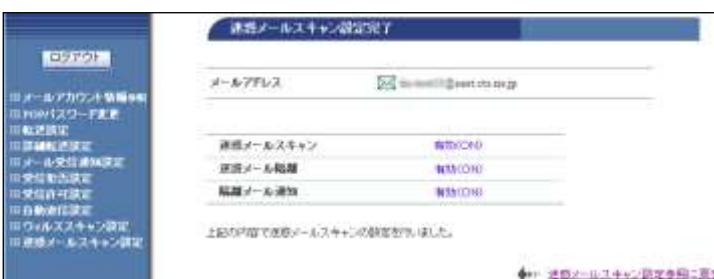 迷惑メールスキャン設定完了
ログアウト
メールアドレス
メールアカウント情報
POPパスワード変更
転送設定
詳細転送設定
メール受信通知設定
受信拒否設定
受信許可設定
自動返信設定
ウィルススキャン設定
迷惑メールスキャン設定
迷惑メールスキャン 有効(ON)
迷惑メール隔離 有効(ON)
隔離メール通知 有効(ON)
上記の内容で迷惑メールスキャンの設定を行いました。
迷惑メールスキャン設定参照に戻